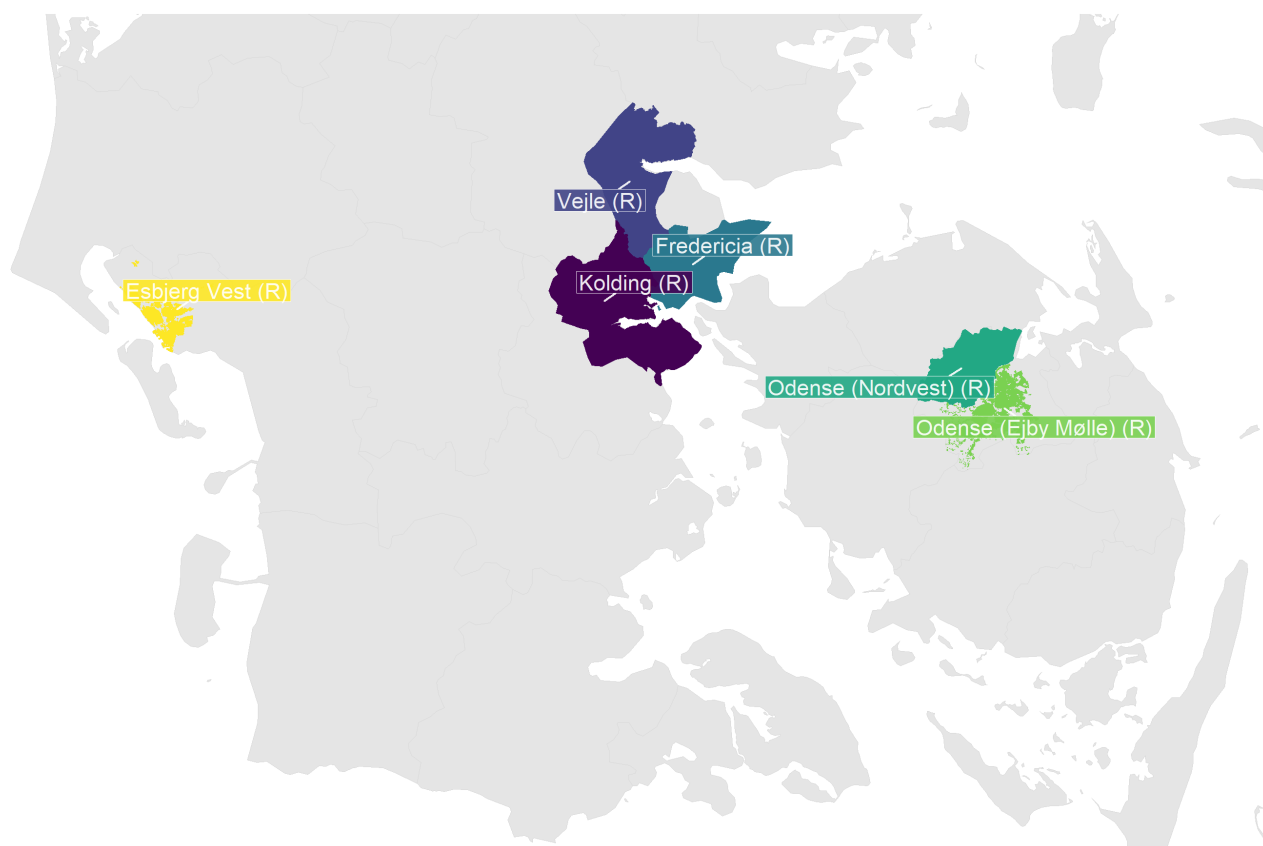 Vejle (R)
Fredericia (R)
Kolding (R)
Esbjerg Vest (R)
Odense (Nordvest) (R)
Odense (Ejby Mølle) (R)